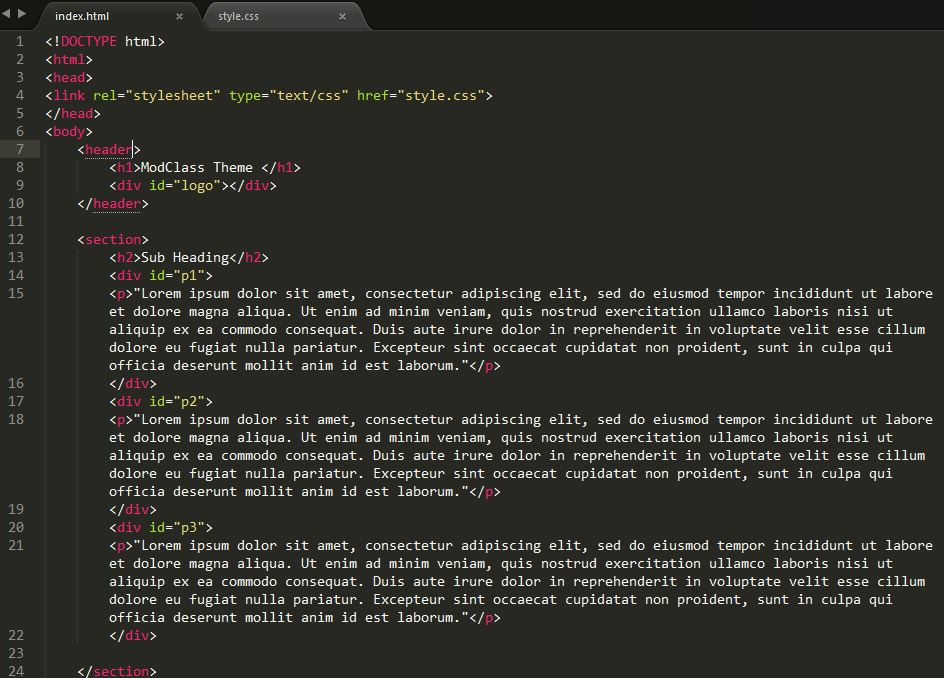 index.html × style.css ×
1 <!DOCTYPE html>
2 <html>
3 <head>
4 <link rel="stylesheet" type="text/css" href="style.css">
5 </head>
6 <body>
7 <header>
8 <h1>ModClass Theme </h1>
9 <div id="logo"></div>
10 </header>
11
12 <section>
13 <h2>Sub Heading</h2>
14 <div id="p1">
15 <p>"Lorem ipsum dolor sit amet, consectetur adipiscing elit, sed do eiusmod tempor incididunt ut labore
et dolore magna aliqua. Ut enim ad minim veniam, quis nostrud exercitation ullamco laboris nisi ut
aliquip ex ea commodo consequat. Duis aute irure dolor in reprehenderit in voluptate velit esse cillum
dolore eu fugiat nulla pariatur. Excepteur sint occaecat cupidatat non proident, sunt in culpa qui
officia deserunt mollit anim id est laborum."</p>
16 </div>
17 <div id="p2">
18 <p>"Lorem ipsum dolor sit amet, consectetur adipiscing elit, sed do eiusmod tempor incididunt ut labore
et dolore magna aliqua. Ut enim ad minim veniam, quis nostrud exercitation ullamco laboris nisi ut
aliquip ex ea commodo consequat. Duis aute irure dolor in reprehenderit in voluptate velit esse cillum
dolore eu fugiat nulla pariatur. Excepteur sint occaecat cupidatat non proident, sunt in culpa qui
officia deserunt mollit anim id est laborum."</p>
19 </div>
20 <div id="p3">
21 <p>"Lorem ipsum dolor sit amet, consectetur adipiscing elit, sed do eiusmod tempor incididunt ut labore
et dolore magna aliqua. Ut enim ad minim veniam, quis nostrud exercitation ullamco laboris nisi ut
aliquip ex ea commodo consequat. Duis aute irure dolor in reprehenderit in voluptate velit esse cillum
dolore eu fugiat nulla pariatur. Excepteur sint occaecat cupidatat non proident, sunt in culpa qui
officia deserunt mollit anim id est laborum."</p>
22 </div>
23
24 </section>